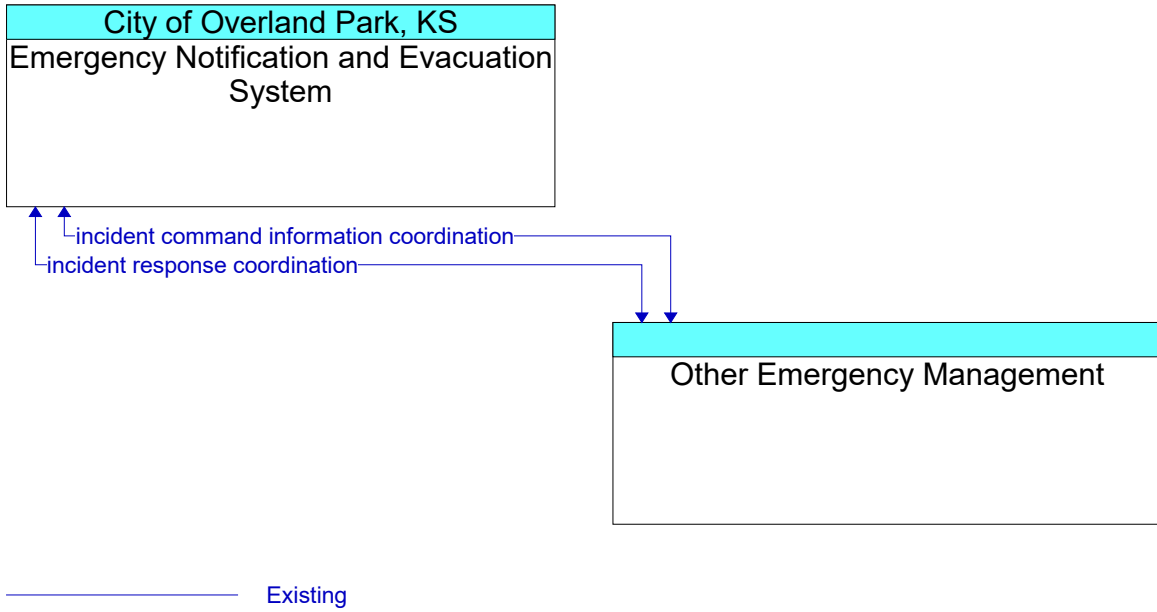 City of Overland Park, KS
Emergency Notification and Evacuation
System
incident command information coordination
incident response coordination
Other Emergency Management
Existing